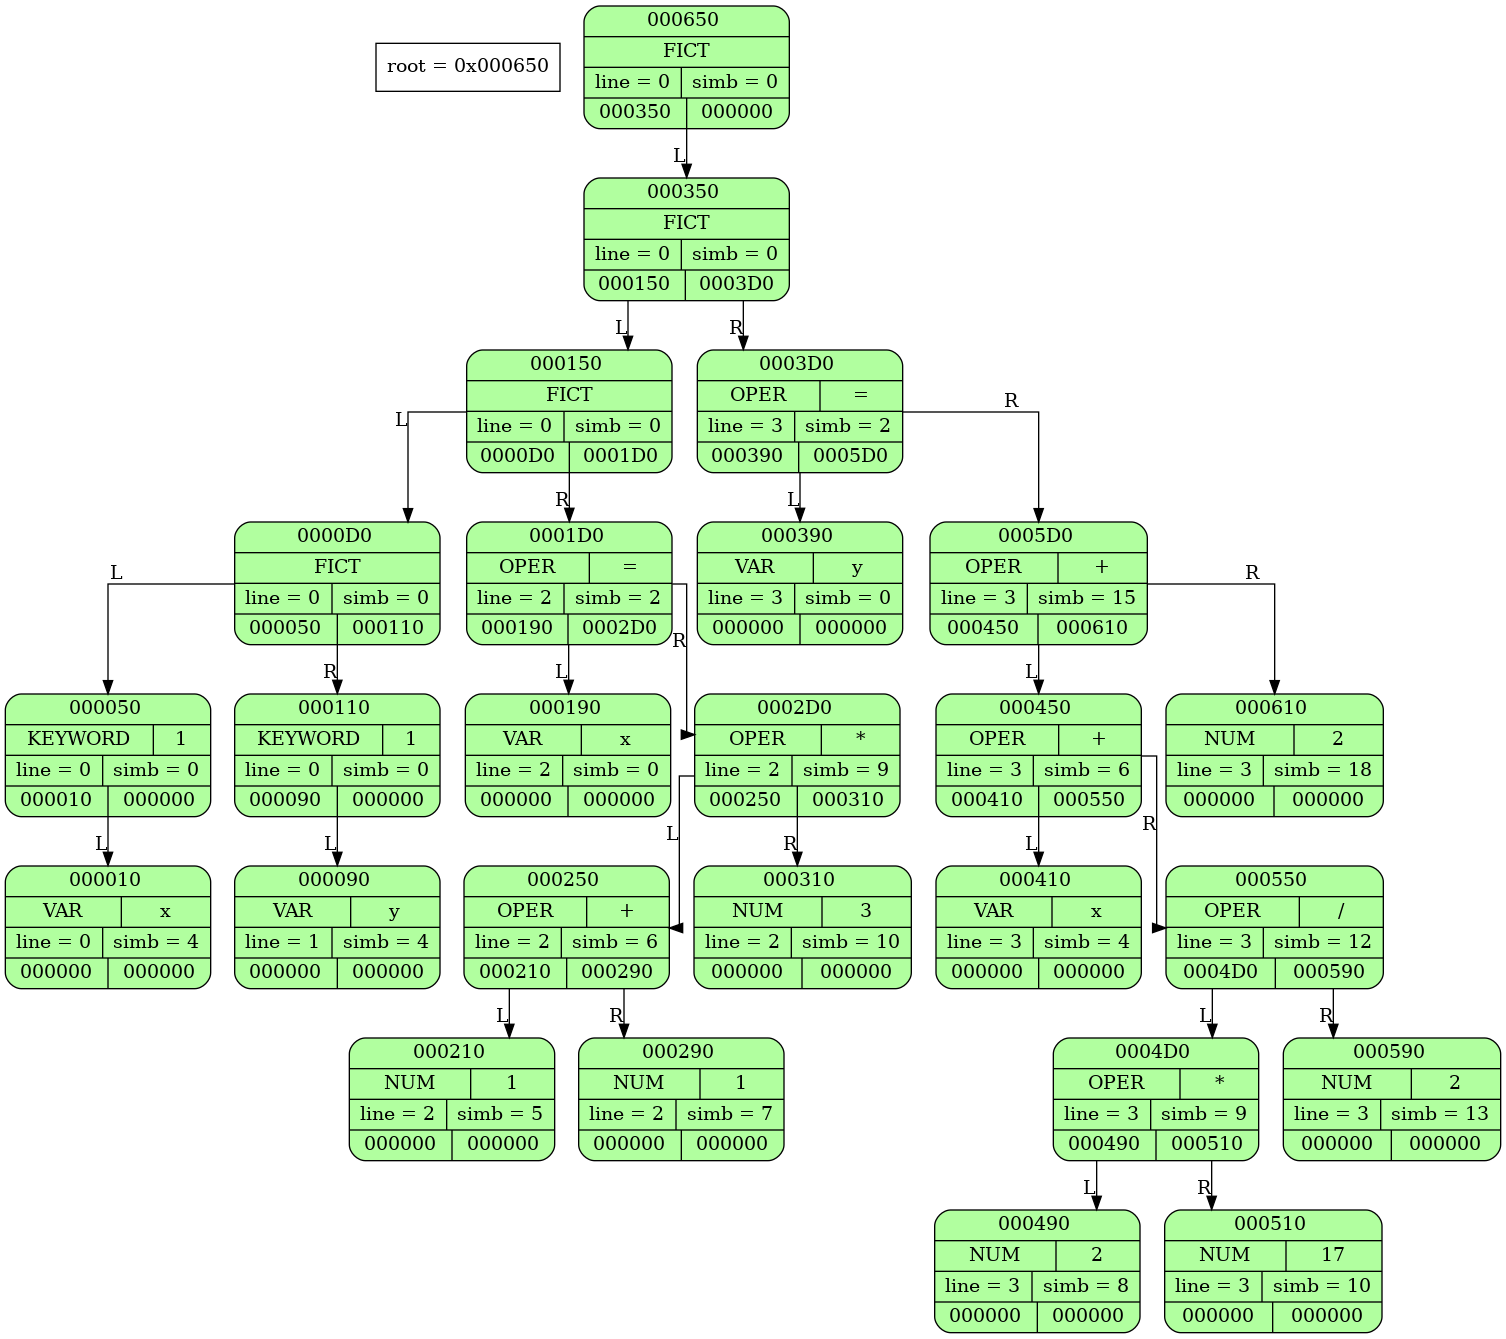 000650
root = 0x000650
FICT
line = 0 simb = 0
000350 000000
L
000350
FICT
line = 0 simb = 0
000150 0003D0
L R
000150 0003D0
FICT OPER =
line = 0 simb = 0 line = 3 simb = 2
0000D0 0001D0 000390 0005D0
L R
R L
0000D0 0001D0 000390 0005D0
FICT OPER = VAR y OPER +
line = 0 simb = 0 line = 2 simb = 2 line = 3 simb = 0 line = 3 simb = 15
000050 000110 000190 0002D0 000000 000000 000450 000610
L R R
R L L
000050 000110 000190 0002D0 000450 000610
KEYWORD 1 KEYWORD 1 VAR x OPER * OPER + NUM 2
line = 0 simb = 0 line = 0 simb = 0 line = 2 simb = 0 line = 2 simb = 9 line = 3 simb = 6 line = 3 simb = 18
000010 000000 000090 000000 000000 000000 000250 000310 000410 000550 000000 000000
L L L R L R
000010 000090 000250 000310 000410 000550
VAR x VAR y OPER + NUM 3 VAR x OPER /
line = 0 simb = 4 line = 1 simb = 4 line = 2 simb = 6 line = 2 simb = 10 line = 3 simb = 4 line = 3 simb = 12
000000 000000 000000 000000 000210 000290 000000 000000 000000 000000 0004D0 000590
L R L R
000210 000290 0004D0 000590
NUM 1 NUM 1 OPER * NUM 2
line = 2 simb = 5 line = 2 simb = 7 line = 3 simb = 9 line = 3 simb = 13
000000 000000 000000 000000 000490 000510 000000 000000
L R
000490 000510
NUM 2 NUM 17
line = 3 simb = 8 line = 3 simb = 10
000000 000000 000000 000000